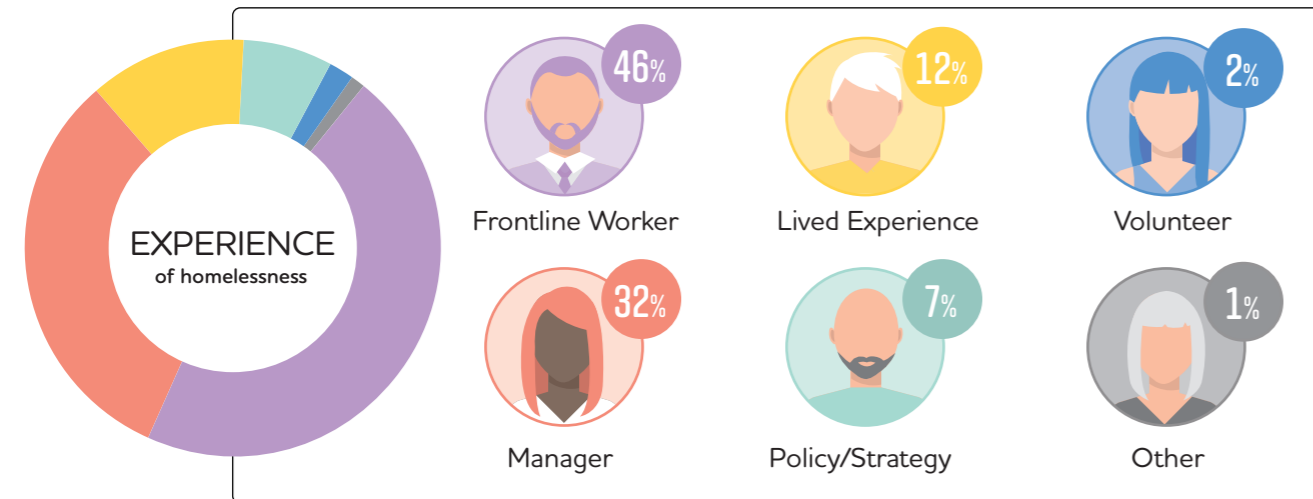 EXPERIENCE
of homelessness
46%
Frontline Worker
12%
Lived Experience
2%
Volunteer
32%
Manager
7%
Policy/Strategy
1%
Other